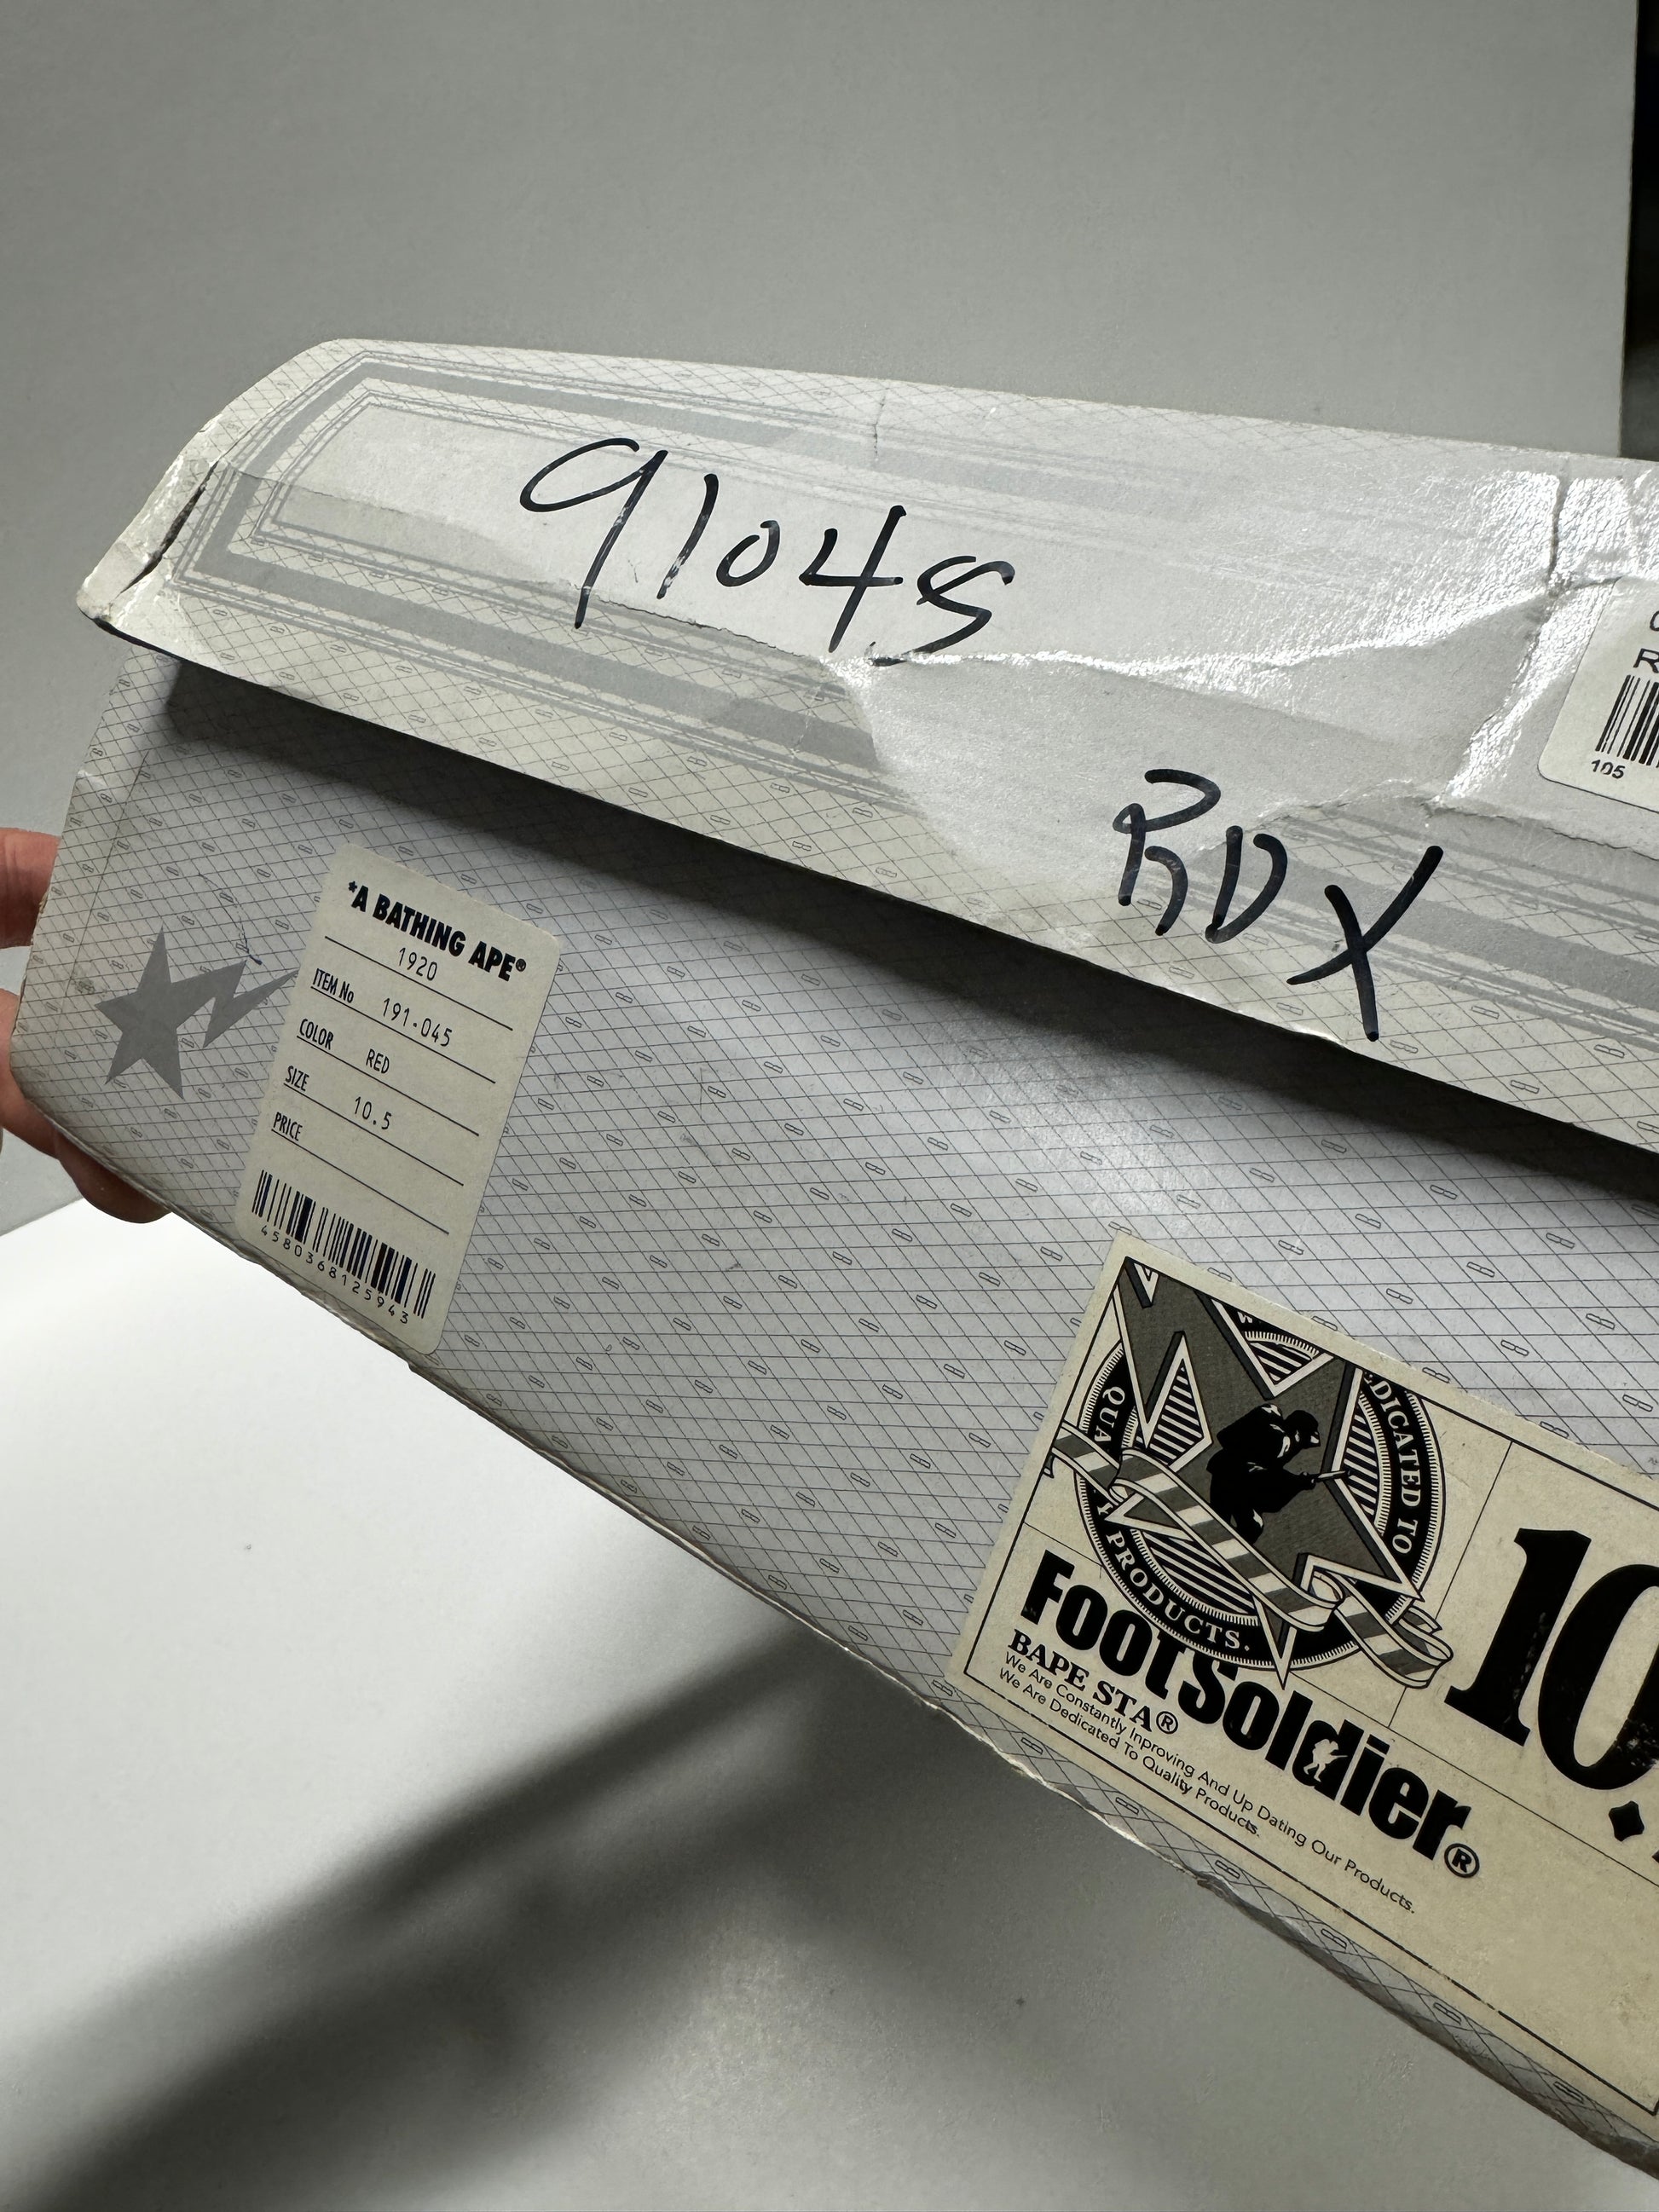 91045
RDX
R
105
*A BATHING APE®
1920
ITEM No 191-045
COLOR RED
SIZE 10.5
PRICE
4580368125943
DICATED TO
QUA
PRODUCTS.
10.
FootSoldier®
BAPE STA®
We Are Constantly Inproving And Up Dating Our Products.
We Are Dedicated To Quality Products.